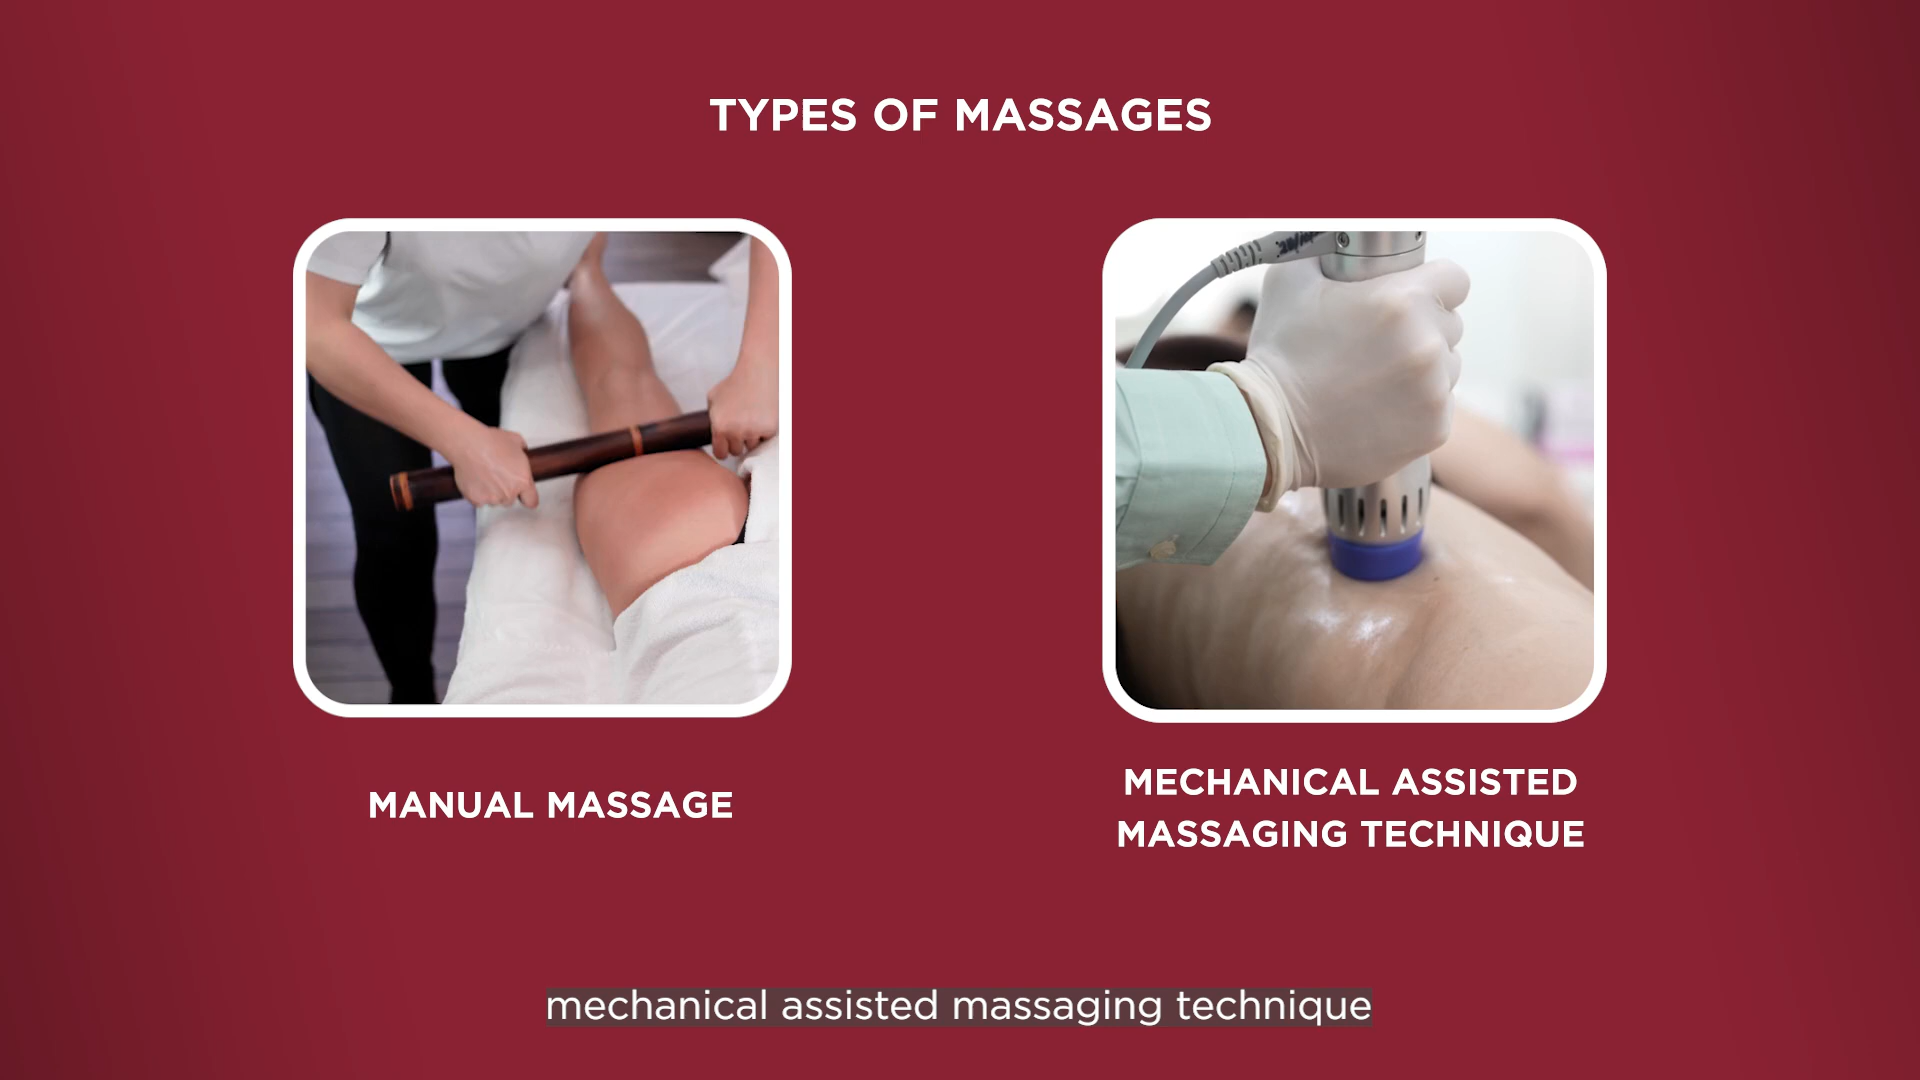 TYPES OF MASSAGES
MANUAL MASSAGE
MECHANICAL ASSISTED
MASSAGING TECHNIQUE
mechanical assisted massaging technique